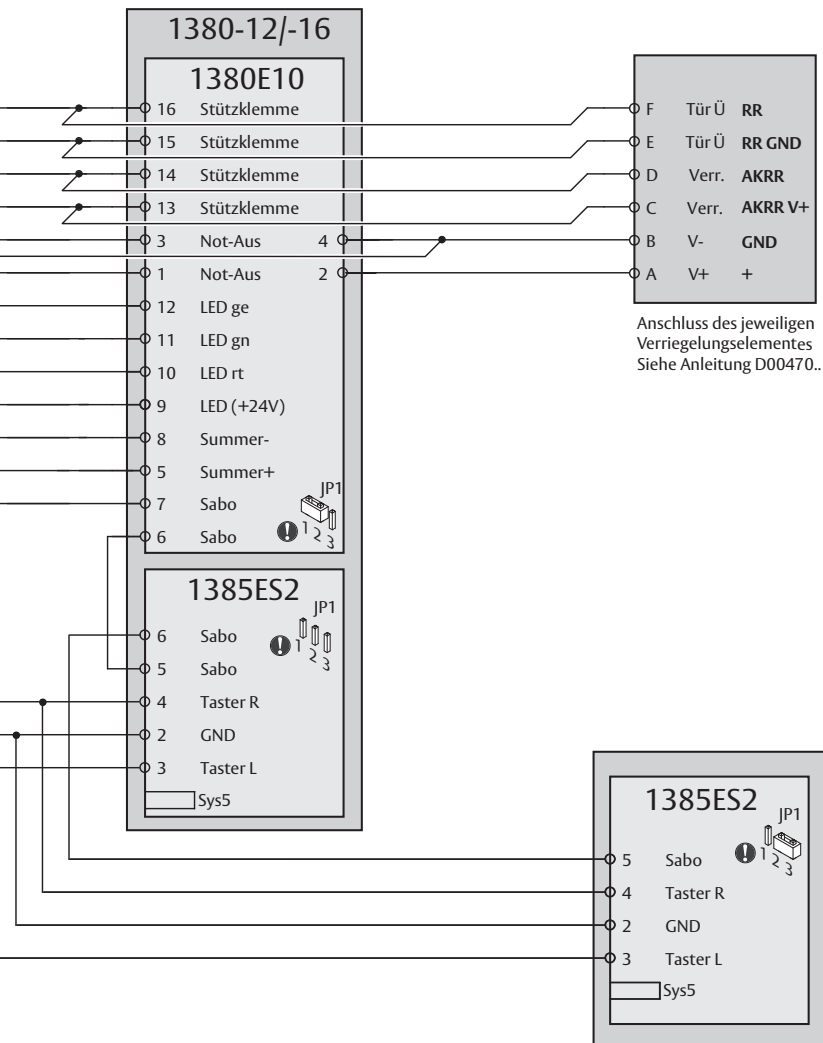 1380-12/-16
1380E10
16 Stützklemme
15 Stützklemme
14 Stützklemme
13 Stützklemme
3 Not-Aus 4
1 Not-Aus 2
12 LED ge
11 LED gn
10 LED rt
9 LED (+24V)
8 Summer-
5 Summer+
7 Sabo
6 Sabo
JP1
1 2 3
F Tür Ü RR
E Tür Ü RR GND
D Verr. AKRR
C Verr. AKRR V+
B V- GND
A V+ +
Anschluss des jeweiligen
Verriegelungselementes
Siehe Anleitung D00470..
1385ES2
JP1
1 2 3
6 Sabo
5 Sabo
4 Taster R
2 GND
3 Taster L
Sys5
1385ES2
JP1
1 2 3
5 Sabo
4 Taster R
2 GND
3 Taster L
Sys5